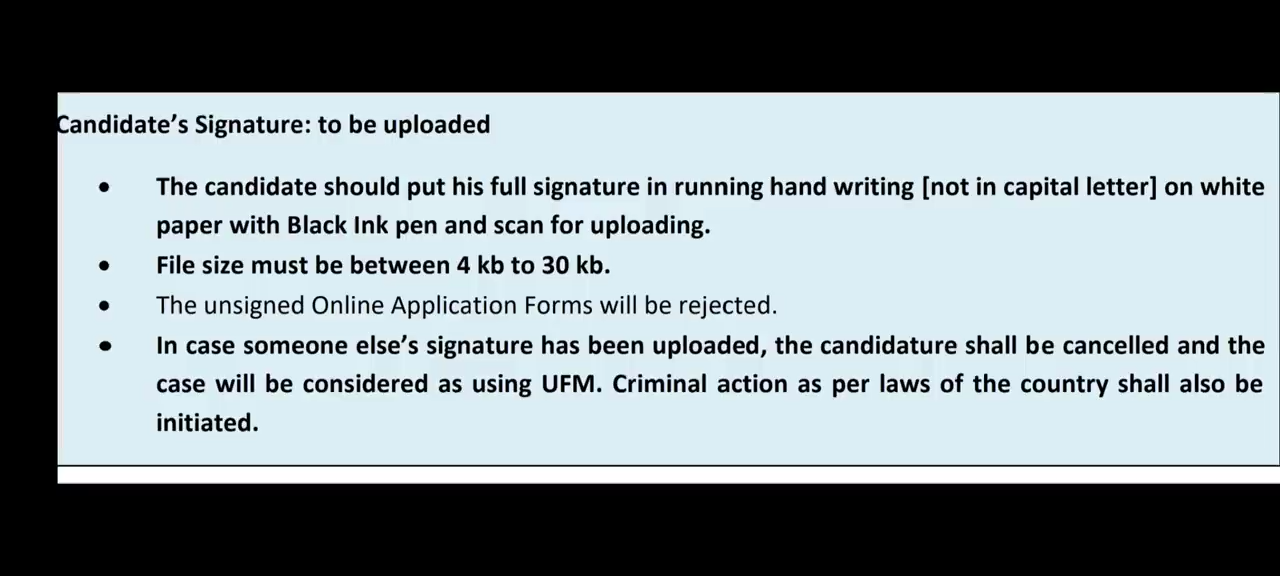 Candidate’s Signature: to be uploaded
• The candidate should put his full signature in running hand writing [not in capital letter] on white
paper with Black Ink pen and scan for uploading.
• File size must be between 4 kb to 30 kb.
• The unsigned Online Application Forms will be rejected.
• In case someone else’s signature has been uploaded, the candidature shall be cancelled and the
case will be considered as using UFM. Criminal action as per laws of the country shall also be
initiated.